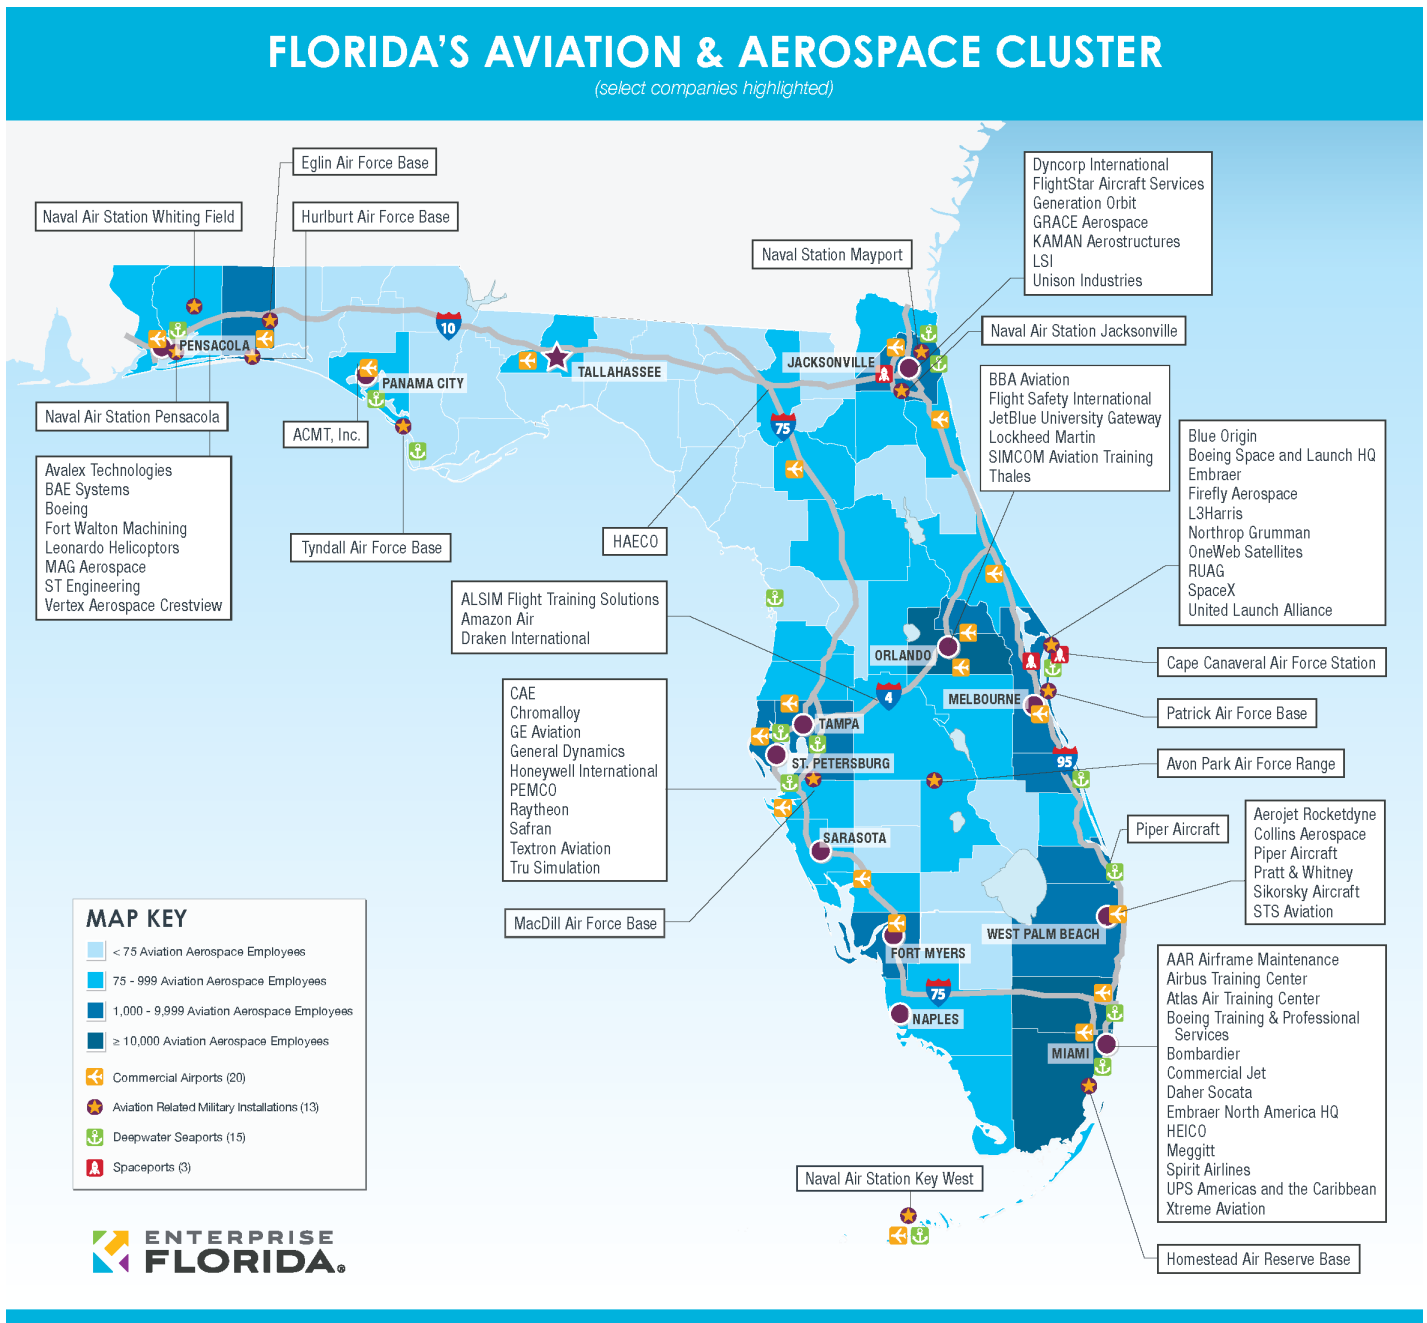 FLORIDA'S AVIATION & AEROSPACE CLUSTER
(select companies highlighted)
Eglin Air Force Base
Naval Air Station Whiting Field
Hurlburt Air Force Base
Naval Station Mayport
Dyncorp International
FlightStar Aircraft Services
Generation Orbit
GRACE Aerospace
KAMAN Aerostructures
LSI
Unison Industries
Naval Air Station Jacksonville
10
PENSACOLA
TALLAHASSEE
PANAMA CITY
JACKSONVILLE
75
Naval Air Station Pensacola
ACMT, Inc.
BBA Aviation
Flight Safety International
JetBlue University Gateway
Lockheed Martin
SIMCOM Aviation Training
Thales
Avalex Technologies
BAE Systems
Boeing
Fort Walton Machining
Leonardo Helicoptors
MAG Aerospace
ST Engineering
Vertex Aerospace Crestview
Tyndall Air Force Base
HAECO
Blue Origin
Boeing Space and Launch HQ
Embraer
Firefly Aerospace
L3Harris
Northrop Grumman
OneWeb Satellites
RUAG
SpaceX
United Launch Alliance
ALSIM Flight Training Solutions
Amazon Air
Draken International
ORLANDO
Cape Canaveral Air Force Station
4
MELBOURNE
Patrick Air Force Base
CAE
Chromalloy
GE Aviation
General Dynamics
Honeywell International
PEMCO
Raytheon
Safran
Textron Aviation
Tru Simulation
TAMPA
ST. PETERSBURG
95
Avon Park Air Force Range
SARASOTA
Piper Aircraft
Aerojet Rocketdyne
Collins Aerospace
Piper Aircraft
Pratt & Whitney
Sikorsky Aircraft
STS Aviation
MacDill Air Force Base
WEST PALM BEACH
FORT MYERS
75
NAPLES
MIAMI
AAR Airframe Maintenance
Airbus Training Center
Atlas Air Training Center
Boeing Training & Professional
Services
Bombardier
Commercial Jet
Daher Socata
Embraer North America HQ
HEICO
Meggitt
Spirit Airlines
UPS Americas and the Caribbean
Xtreme Aviation
Naval Air Station Key West
Homestead Air Reserve Base
MAP KEY
< 75 Aviation Aerospace Employees
75 - 999 Aviation Aerospace Employees
1,000 - 9,999 Aviation Aerospace Employees
≥ 10,000 Aviation Aerospace Employees
Commercial Airports (20)
Aviation Related Military Installations (13)
Deepwater Seaports (15)
Spaceports (3)
ENTERPRISE
FLORIDA®